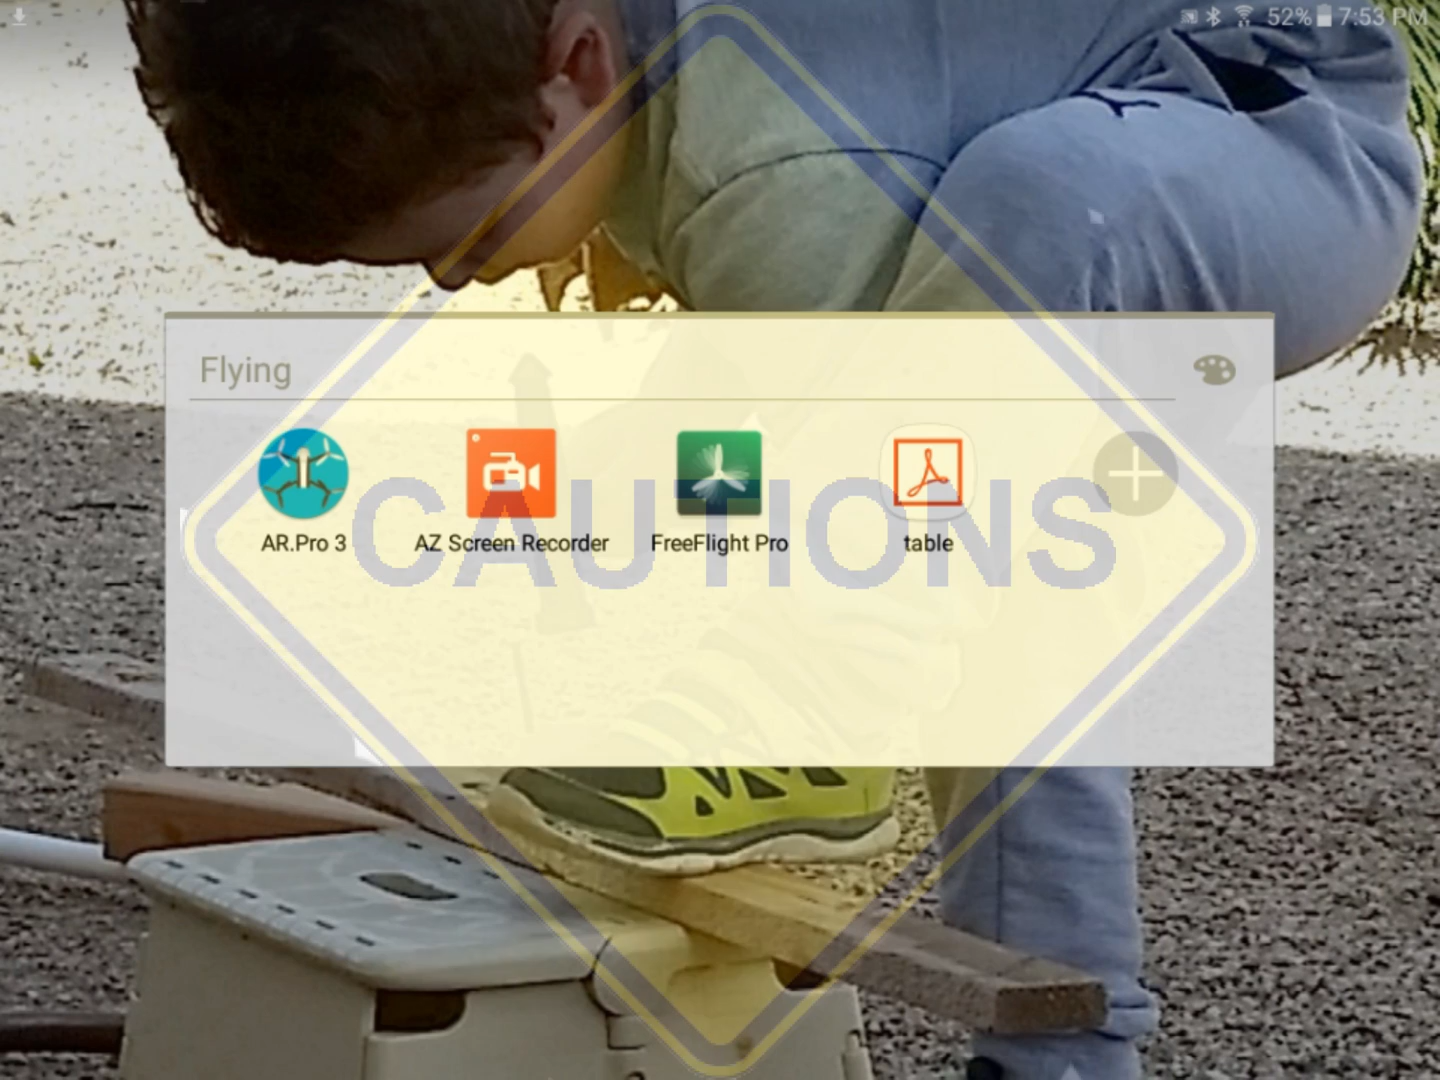 52% 7:53 PM
Flying
AR.Pro 3 AZ Screen Recorder FreeFlight Pro table
CAUTIONS